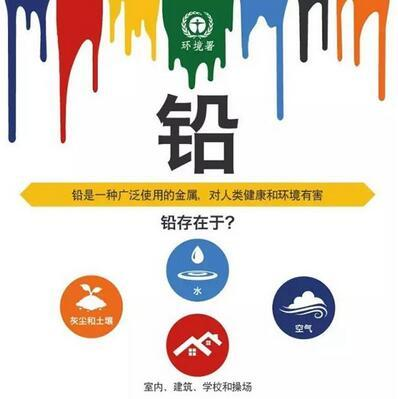 环境署
铅
铅是一种广泛使用的金属，对人类健康和环境有害
铅存在于?
灰尘和土壤
水
空气
室内、建筑、学校和操场